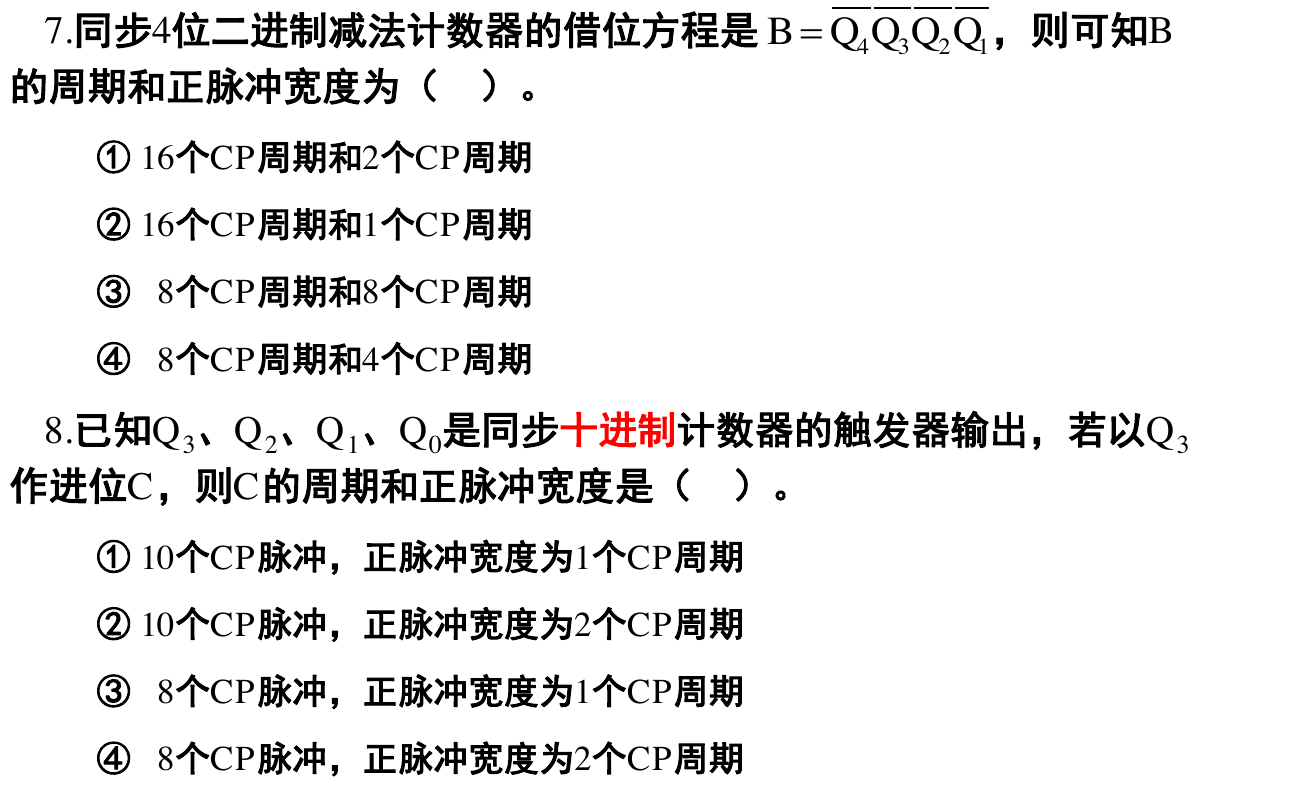 7.同步4位二进制减法计数器的借位方程是 B=Q̅₄Q̅₃Q̅₂Q̅₁，则可知B
的周期和正脉冲宽度为（ ）。
① 16个CP周期和2个CP周期
② 16个CP周期和1个CP周期
③ 8个CP周期和8个CP周期
④ 8个CP周期和4个CP周期
8.已知Q₃、Q₂、Q₁、Q₀是同步十进制计数器的触发器输出，若以Q₃
作进位C，则C的周期和正脉冲宽度是（ ）。
① 10个CP脉冲，正脉冲宽度为1个CP周期
② 10个CP脉冲，正脉冲宽度为2个CP周期
③ 8个CP脉冲，正脉冲宽度为1个CP周期
④ 8个CP脉冲，正脉冲宽度为2个CP周期